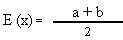 E (x) = a + b
2